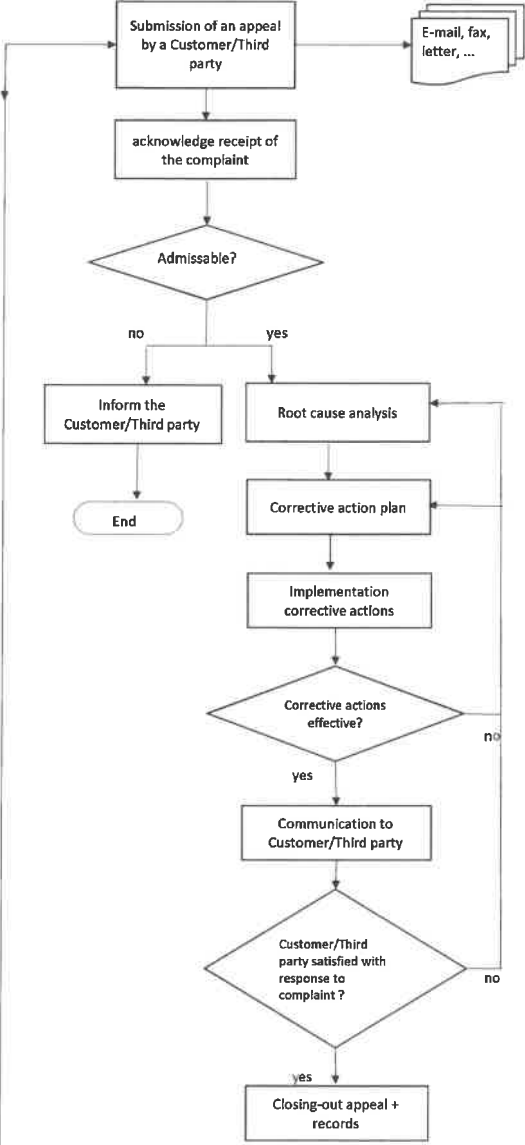 Submission of an appeal
by a Customer/Third
party
E-mail, fax,
letter, ...
acknowledge receipt of
the complaint
Admissable?
no
yes
Inform the
Customer/Third party
Root cause analysis
End
Corrective action plan
Implementation
corrective actions
Corrective actions
effective?
no
yes
Communication to
Customer/Third party
Customer/Third
party satisfied with
response to
complaint ?
no
yes
Closing-out appeal +
records